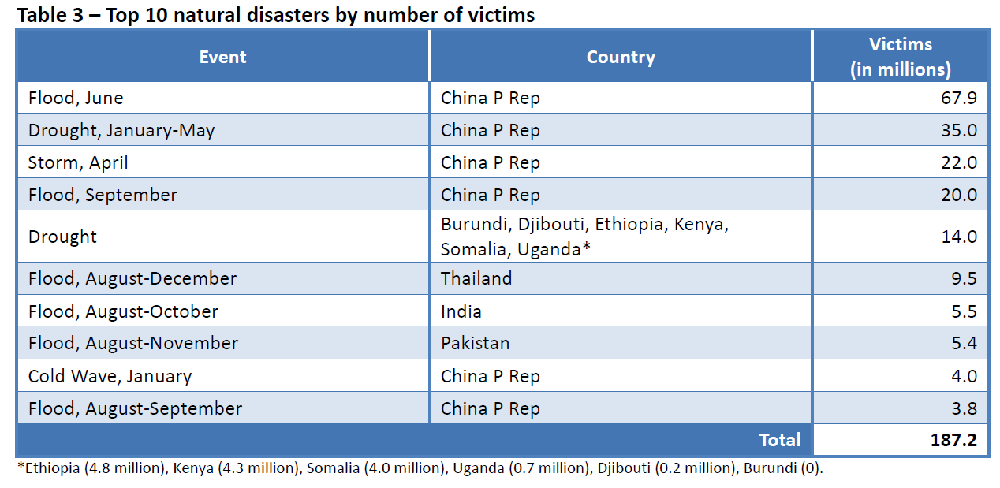 Table 3 – Top 10 natural disasters by number of victims
Event Country Victims
(in millions)
Flood, June China P Rep 67.9
Drought, January-May China P Rep 35.0
Storm, April China P Rep 22.0
Flood, September China P Rep 20.0
Drought Burundi, Djibouti, Ethiopia, Kenya,
Somalia, Uganda* 14.0
Flood, August-December Thailand 9.5
Flood, August-October India 5.5
Flood, August-November Pakistan 5.4
Cold Wave, January China P Rep 4.0
Flood, August-September China P Rep 3.8
Total 187.2
*Ethiopia (4.8 million), Kenya (4.3 million), Somalia (4.0 million), Uganda (0.7 million), Djibouti (0.2 million), Burundi (0).